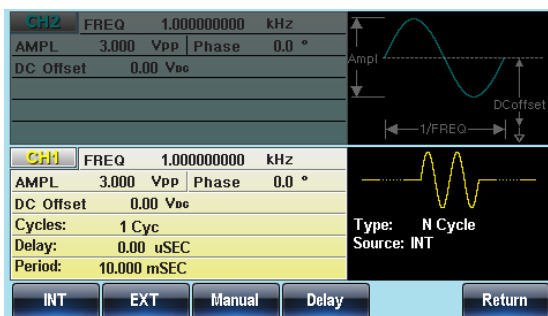 CH2 FREQ 1.000000000 kHz
AMPL 3.000 Vpp Phase 0.0 °
DC Offset 0.00 VDC
Ampl
DCoffset
1/FREQ
CH1 FREQ 1.000000000 kHz
AMPL 3.000 Vpp Phase 0.0 °
DC Offset 0.00 VDC
Cycles: 1 Cyc
Delay: 0.00 uSEC
Period: 10.000 mSEC
Type: N Cycle
Source: INT
INT EXT Manual Delay Return